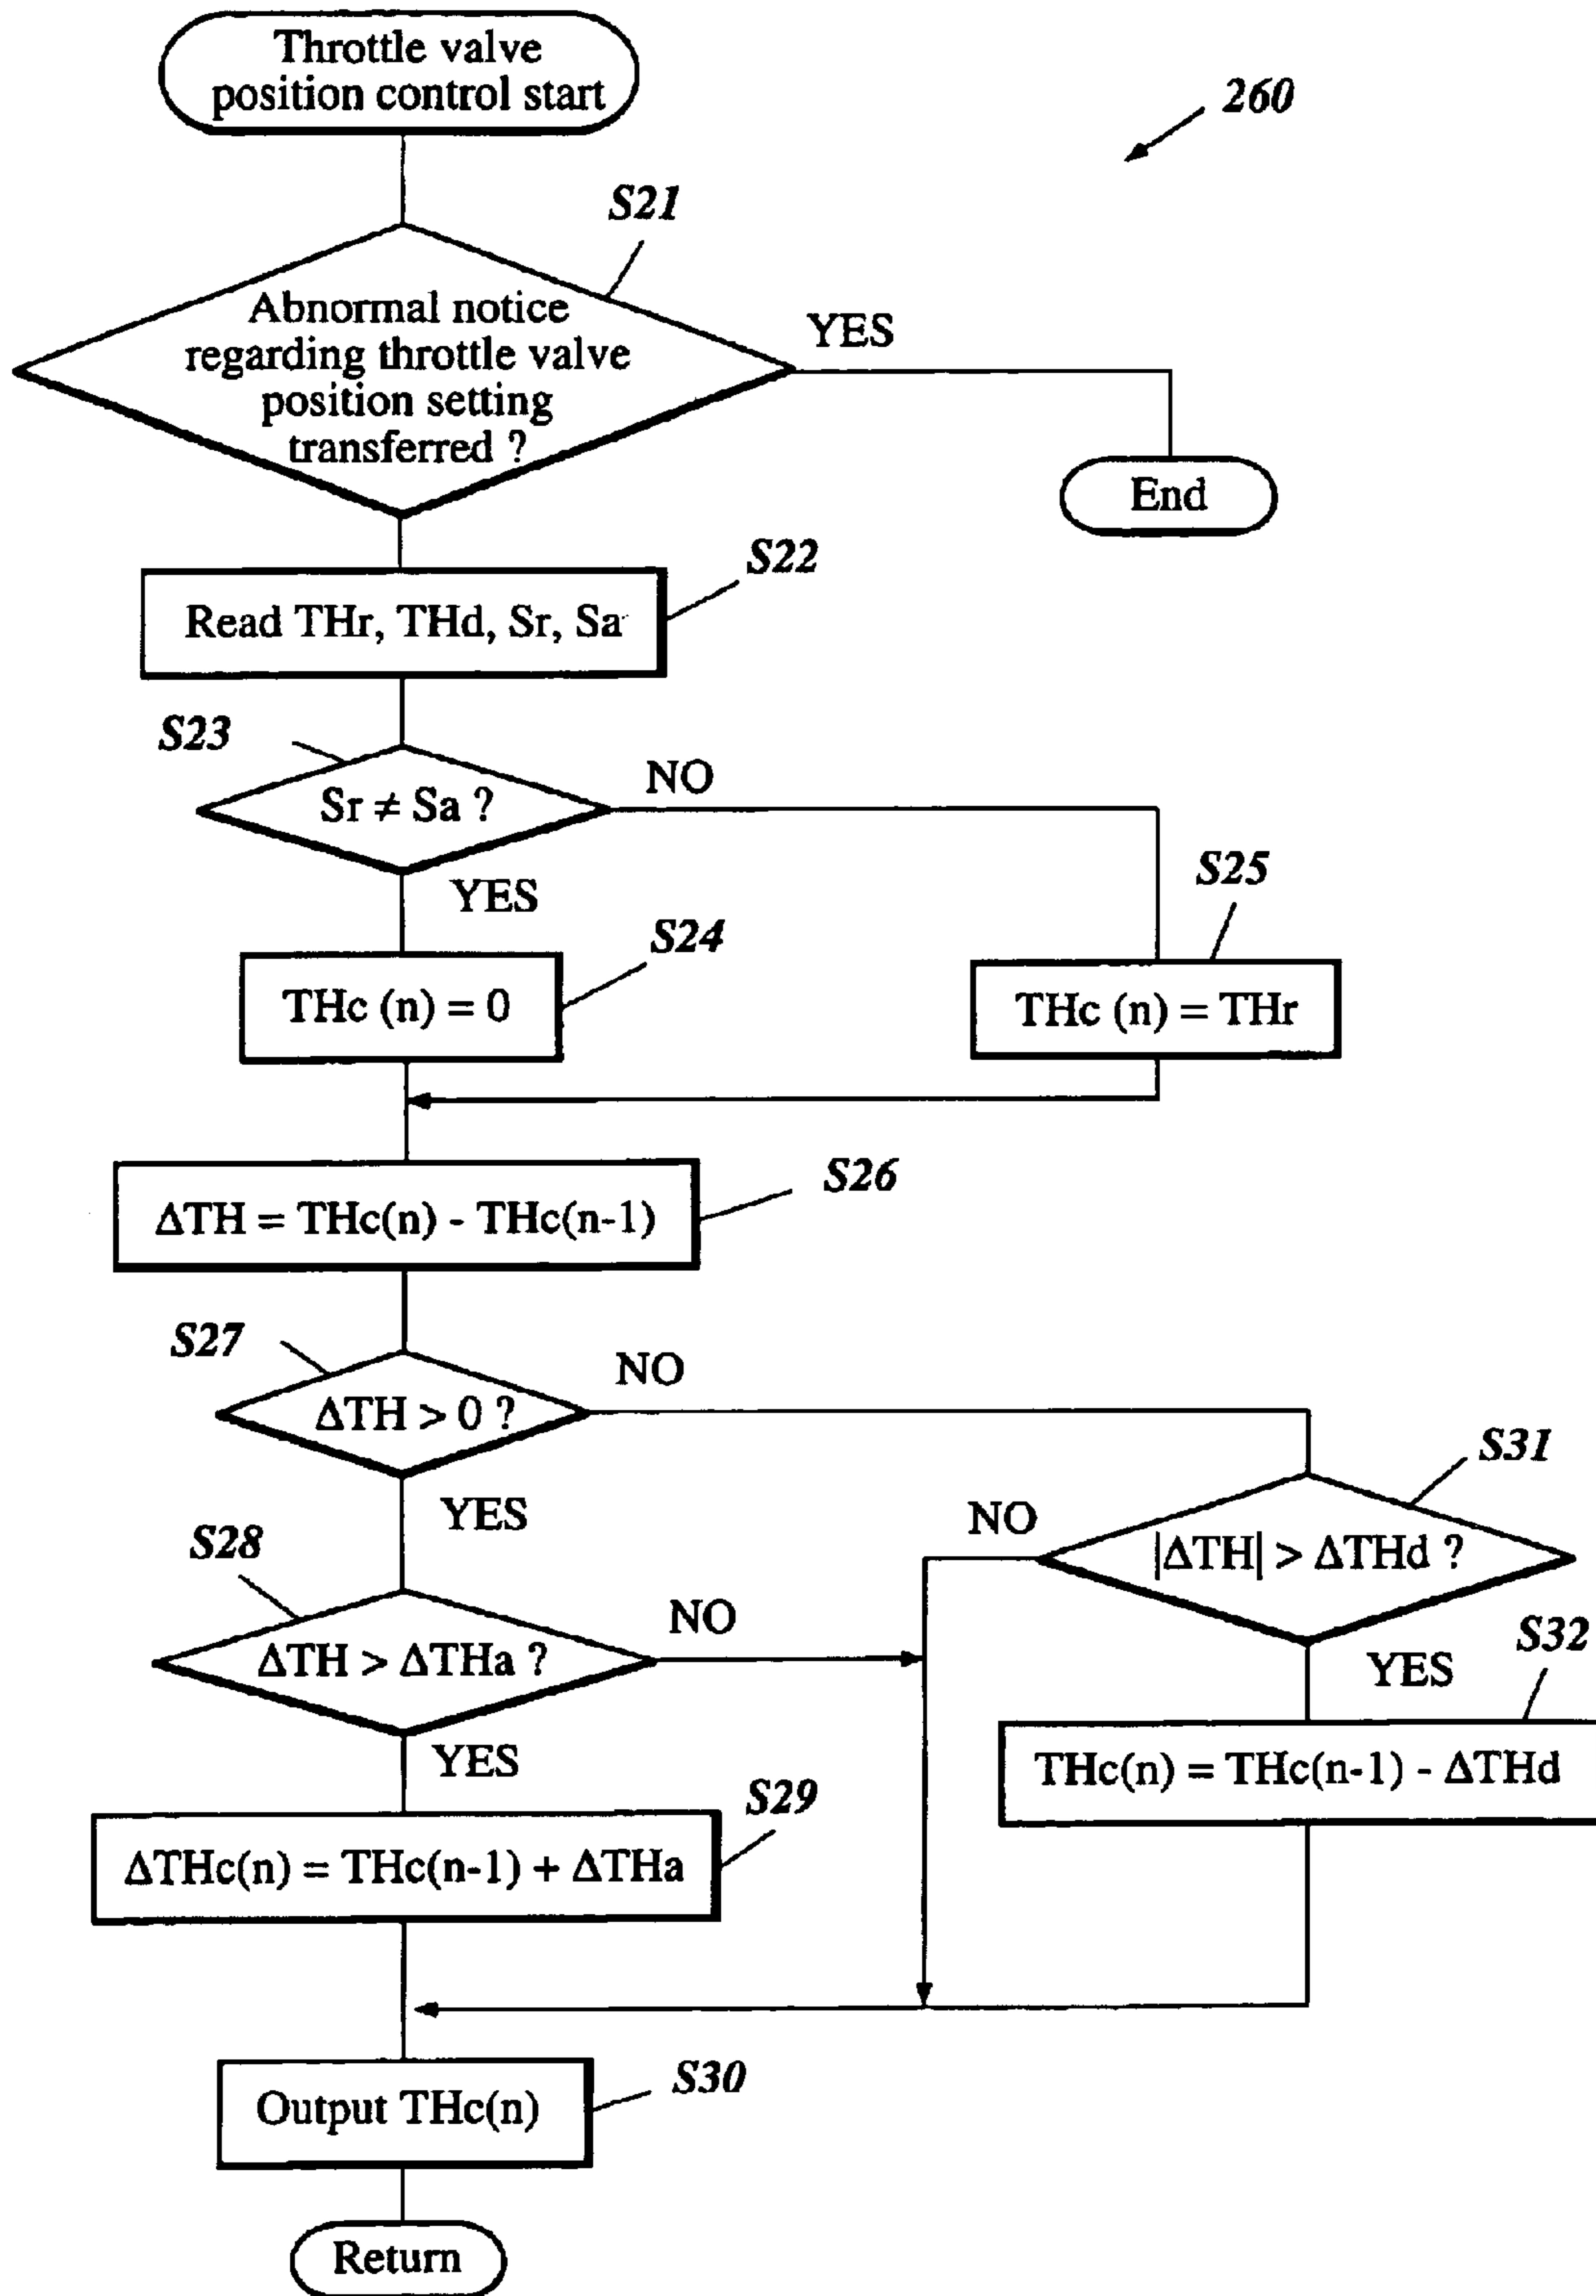 Throttle valve
position control start
260
S21
Abnormal notice
regarding throttle valve
position setting
transferred ?
YES
End
S22
Read THr, THd, Sr, Sa
S23
Sr ≠ Sa ?
NO
YES
S24
THc (n) = 0
S25
THc (n) = THr
S26
ΔTH = THc(n) - THc(n-1)
S27
ΔTH > 0 ?
NO
YES
S31
|ΔTH| > ΔTHd ?
NO
YES
S28
ΔTH > ΔTHa ?
NO
YES
S32
THc(n) = THc(n-1) - ΔTHd
S29
ΔTHc(n) = THc(n-1) + ΔTHa
S30
Output THc(n)
Return